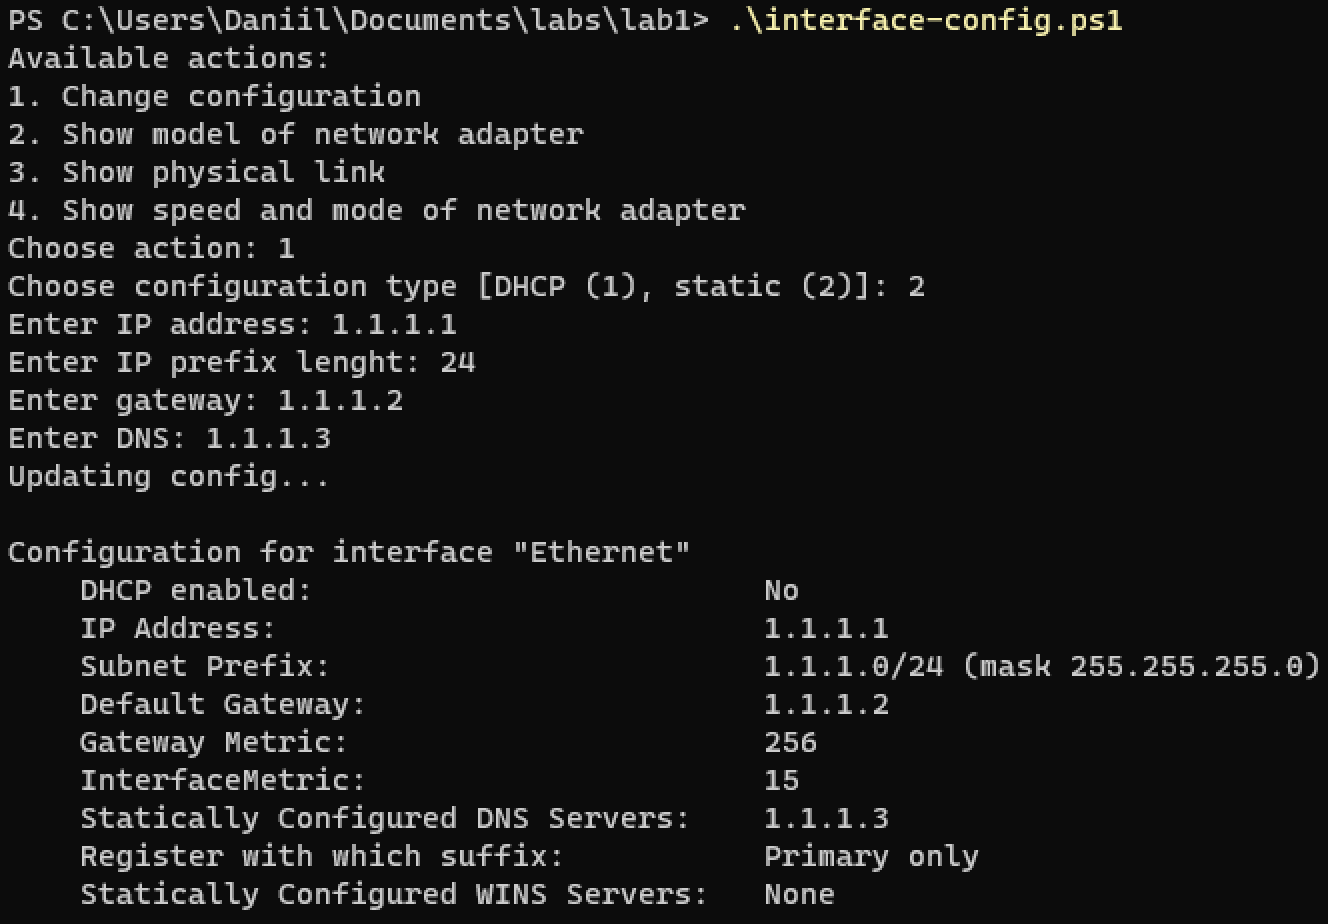 PS C:\Users\Daniil\Documents\labs\lab1> .\interface-config.ps1
Available actions:
1. Change configuration
2. Show model of network adapter
3. Show physical link
4. Show speed and mode of network adapter
Choose action: 1
Choose configuration type [DHCP (1), static (2)]: 2
Enter IP address: 1.1.1.1
Enter IP prefix lenght: 24
Enter gateway: 1.1.1.2
Enter DNS: 1.1.1.3
Updating config...

Configuration for interface "Ethernet"
    DHCP enabled:                         No
    IP Address:                           1.1.1.1
    Subnet Prefix:                        1.1.1.0/24 (mask 255.255.255.0)
    Default Gateway:                      1.1.1.2
    Gateway Metric:                       256
    InterfaceMetric:                      15
    Statically Configured DNS Servers:    1.1.1.3
    Register with which suffix:           Primary only
    Statically Configured WINS Servers:   None